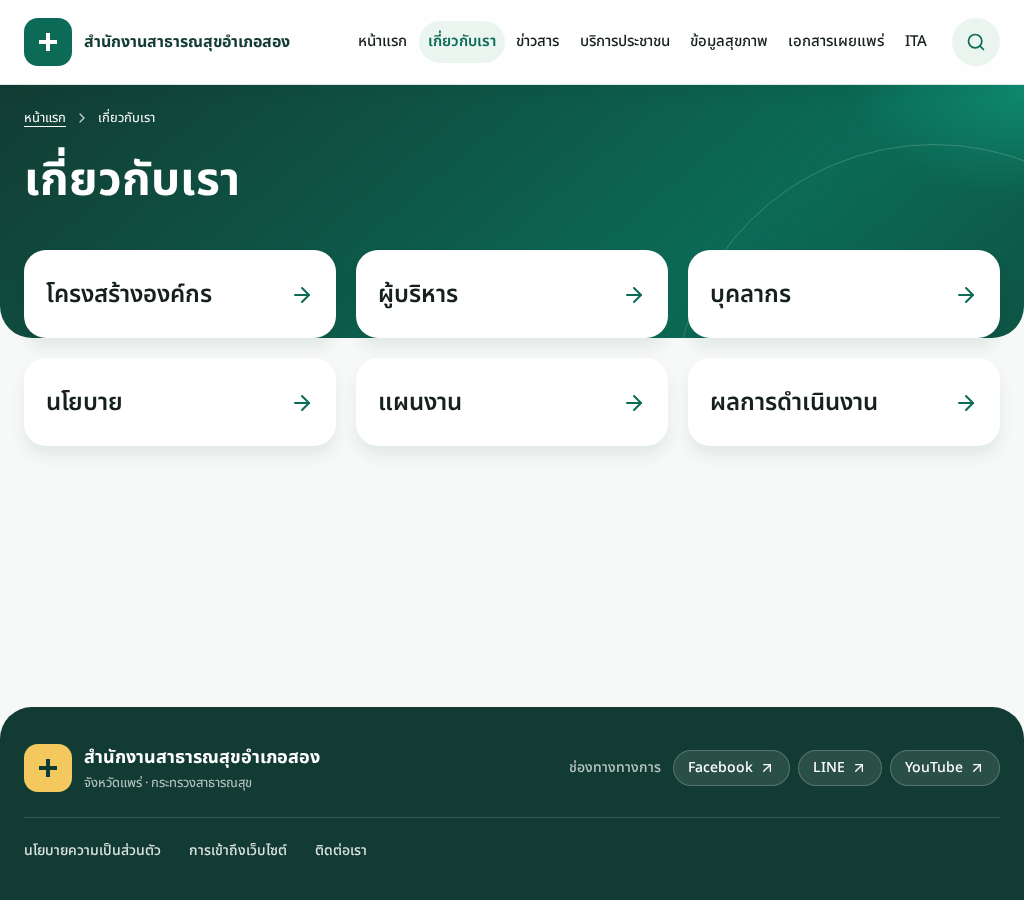 สำนักงานสาธารณสุขอำเภอสอง
หน้าแรก
เกี่ยวกับเรา
ข่าวสาร
บริการประชาชน
ข้อมูลสุขภาพ
เอกสารเผยแพร่
ITA
หน้าแรก
เกี่ยวกับเรา
เกี่ยวกับเรา
โครงสร้างองค์กร
ผู้บริหาร
บุคลากร
นโยบาย
แผนงาน
ผลการดำเนินงาน
สำนักงานสาธารณสุขอำเภอสอง
จังหวัดแพร่ · กระทรวงสาธารณสุข
ช่องทางทางการ
Facebook
LINE
YouTube
นโยบายความเป็นส่วนตัว
การเข้าถึงเว็บไซต์
ติดต่อเรา